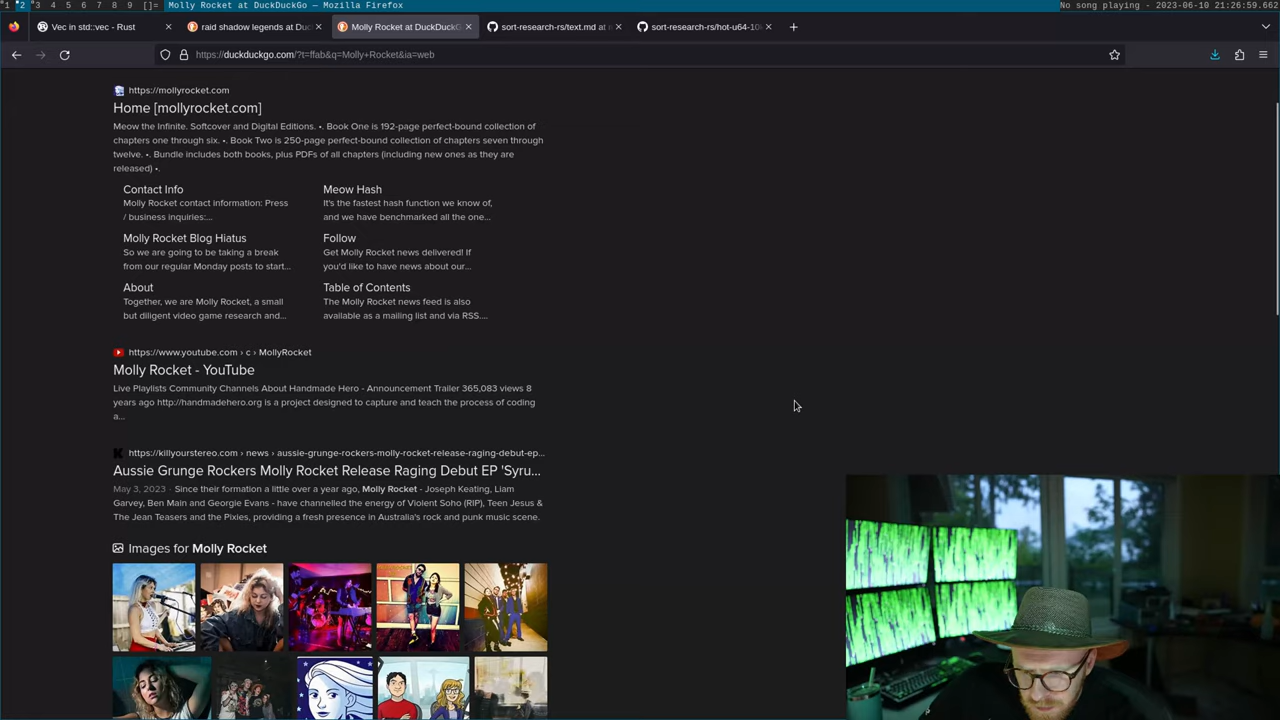 1 2 3 4 5 6 7 8 9 []= Molly Rocket at DuckDuckGo — Mozilla Firefox
No song playing - 2023-06-10 21:26:59.662
Vec in std::vec - Rust
raid shadow legends at Duc
Molly Rocket at DuckDuckG
sort-research-rs/text.md at m
sort-research-rs/hot-u64-10k
https://duckduckgo.com/?t=ffab&q=Molly+Rocket&ia=web
https://mollyrocket.com
Home [mollyrocket.com]
Meow the Infinite. Softcover and Digital Editions. •. Book One is 192-page perfect-bound collection of
chapters one through six. •. Book Two is 250-page perfect-bound collection of chapters seven through
twelve. •. Bundle includes both books, plus PDFs of all chapters (including new ones as they are
released) •.
Contact Info
Molly Rocket contact information: Press
/ business inquiries:...
Meow Hash
It's the fastest hash function we know of,
and we have benchmarked all the one...
Molly Rocket Blog Hiatus
So we are going to be taking a break
from our regular Monday posts to start...
Follow
Get Molly Rocket news delivered! If
you'd like to have news about our...
About
Together, we are Molly Rocket, a small
but diligent video game research and...
Table of Contents
The Molly Rocket news feed is also
available as a mailing list and via RSS....
https://www.youtube.com › c › MollyRocket
Molly Rocket - YouTube
Live Playlists Community Channels About Handmade Hero - Announcement Trailer 365,083 views 8
years ago http://handmadehero.org is a project designed to capture and teach the process of coding
a...
https://killyourstereo.com › news › aussie-grunge-rockers-molly-rocket-release-raging-debut-ep...
Aussie Grunge Rockers Molly Rocket Release Raging Debut EP 'Syru...
May 3, 2023 - Since their formation a little over a year ago, Molly Rocket - Joseph Keating, Liam
Garvey, Ben Main and Georgie Evans - have channelled the energy of Violent Soho (RIP), Teen Jesus &
The Jean Teasers and the Pixies, providing a fresh presence in Australia's rock and punk music scene.
Images for Molly Rocket